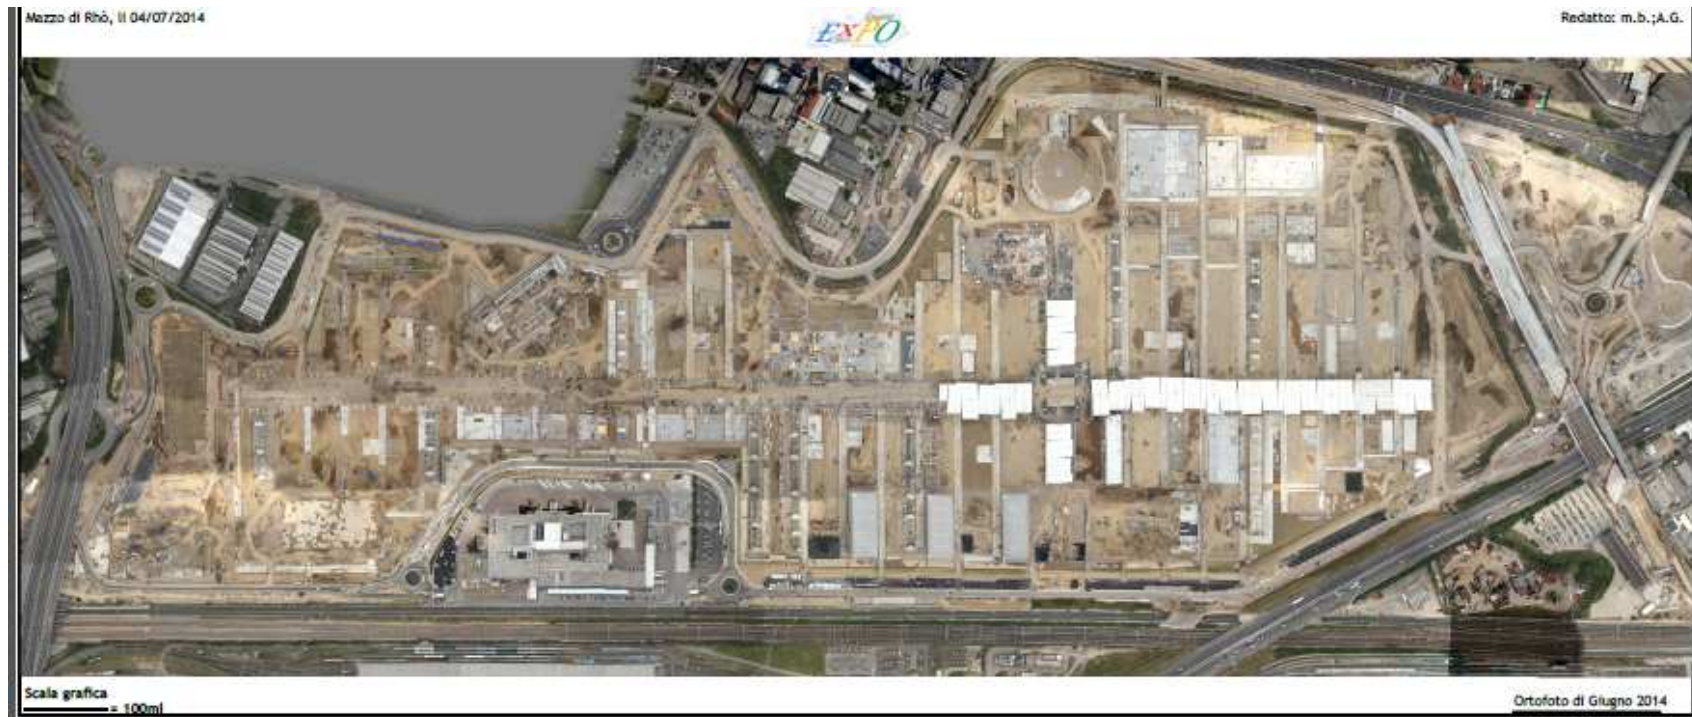 Mazzo di Rhò, li 04/07/2014
EXPO
Redatto: m.b.;A.G.
Scala grafica
= 100ml
Ortofoto di Giugno 2014